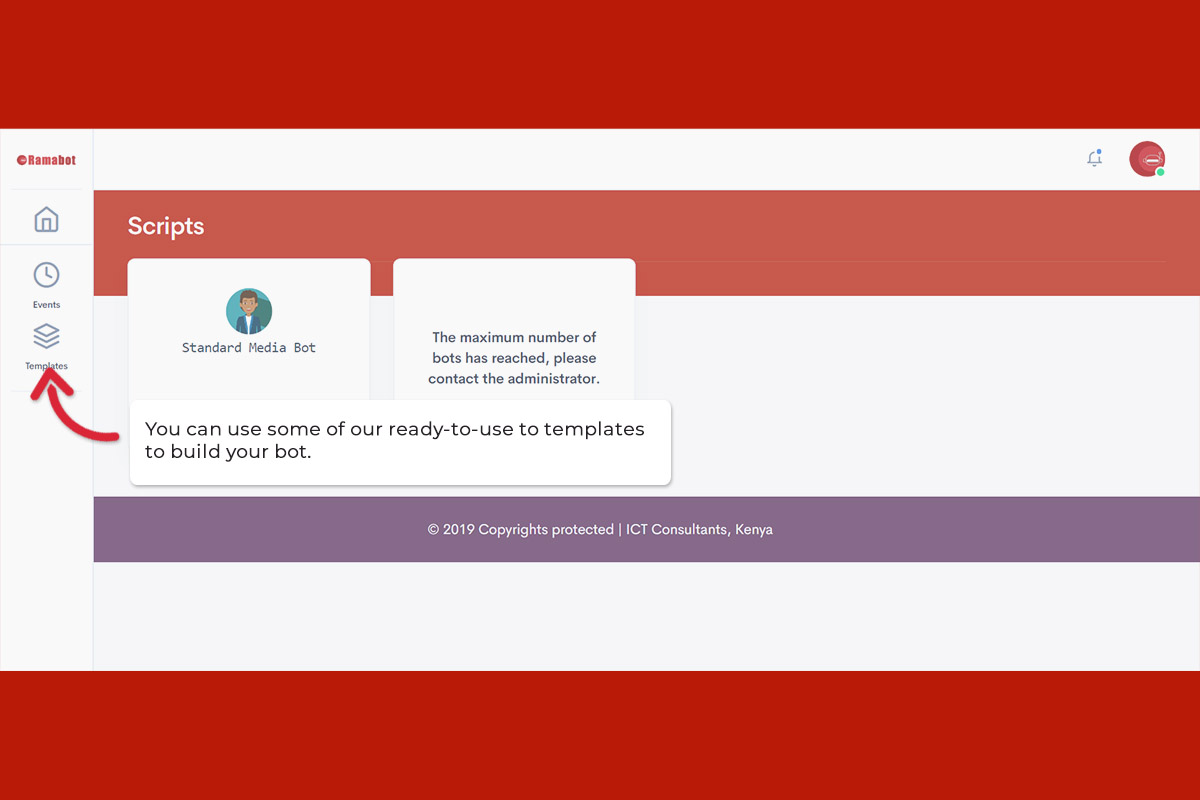 Ramabot
Scripts
Events
Templates
Standard Media Bot
The maximum number of
bots has reached, please
contact the administrator.
You can use some of our ready-to-use to templates
to build your bot.
© 2019 Copyrights protected | ICT Consultants, Kenya